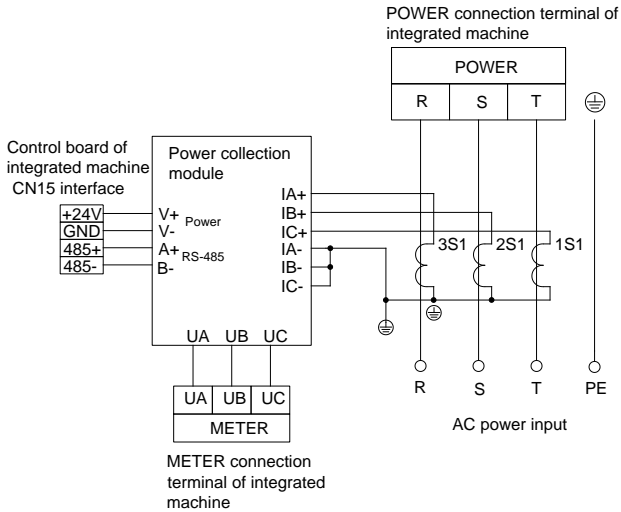 POWER connection terminal of
integrated machine
POWER
R S T
Control board of
integrated machine
CN15 interface
+24V
GND
485+
485-
Power collection
module
V+
V-
Power
A+
B-
RS-485
IA+
IB+
IC+
IA-
IB-
IC-
3S1 2S1 1S1
UA UB UC
UA UB UC
METER
METER connection
terminal of integrated
machine
R S T PE
AC power input